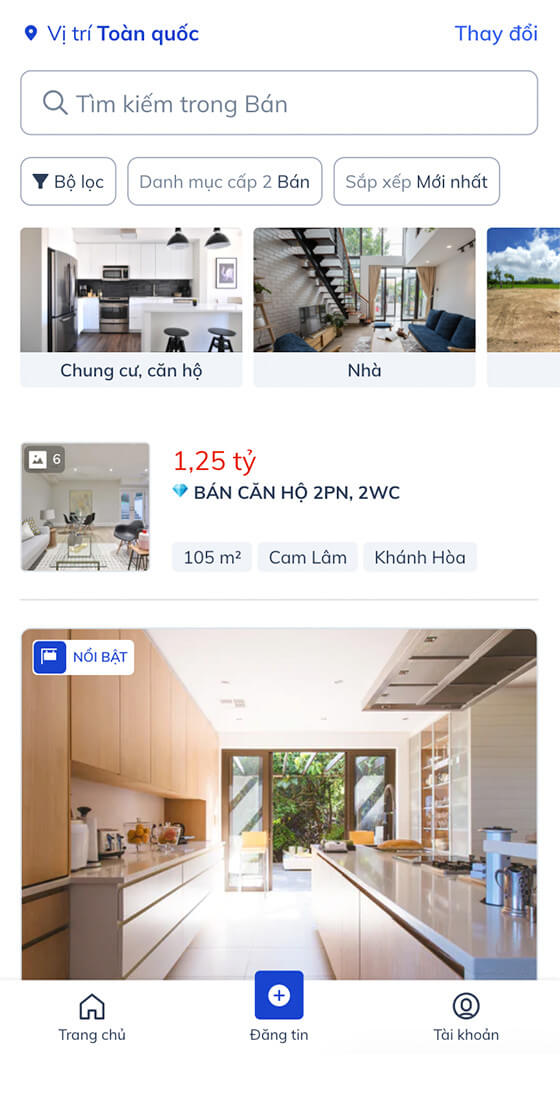 Vị trí Toàn quốc
Thay đổi
Tìm kiếm trong Bán
Bộ lọc
Danh mục cấp 2 Bán
Sắp xếp Mới nhất
Chung cư, căn hộ
Nhà
6
1,25 tỷ
💎 BÁN CĂN HỘ 2PN, 2WC
105 m²
Cam Lâm
Khánh Hòa
NỔI BẬT
Trang chủ
Đăng tin
Tài khoản